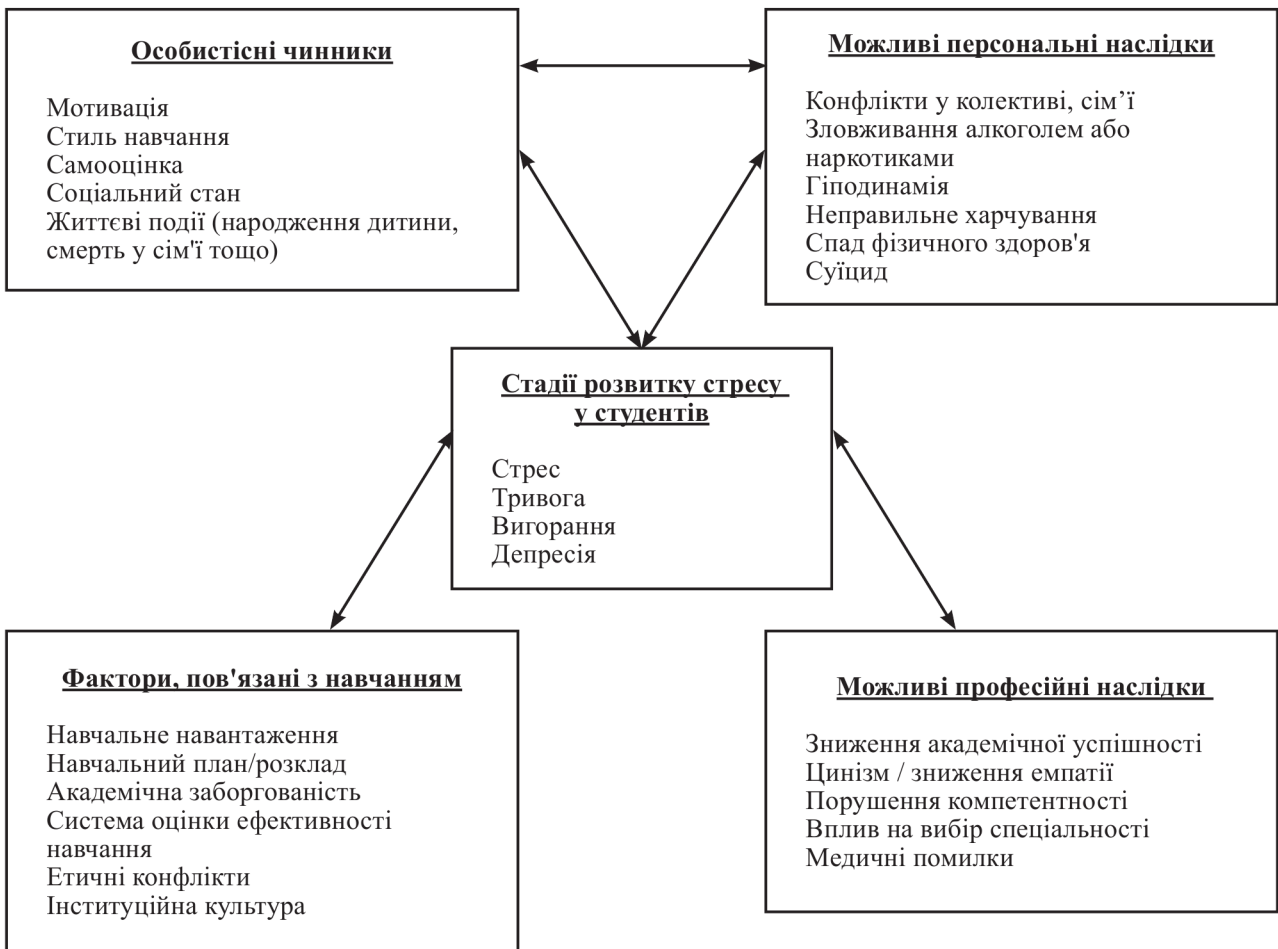 Особистісні чинники
Мотивація
Стиль навчання
Самооцінка
Соціальний стан
Життєві події (народження дитини,
смерть у сім'ї тощо)
Можливі персональні наслідки
Конфлікти у колективі, сім’ї
Зловживання алкоголем або
наркотиками
Гіподинамія
Неправильне харчування
Спад фізичного здоров'я
Суїцид
Стадії розвитку стресу
у студентів
Стрес
Тривога
Вигорання
Депресія
Фактори, пов'язані з навчанням
Навчальне навантаження
Навчальний план/розклад
Академічна заборгованість
Система оцінки ефективності
навчання
Етичні конфлікти
Інституційна культура
Можливі професійні наслідки
Зниження академічної успішності
Цинізм / зниження емпатії
Порушення компетентності
Вплив на вибір спеціальності
Медичні помилки